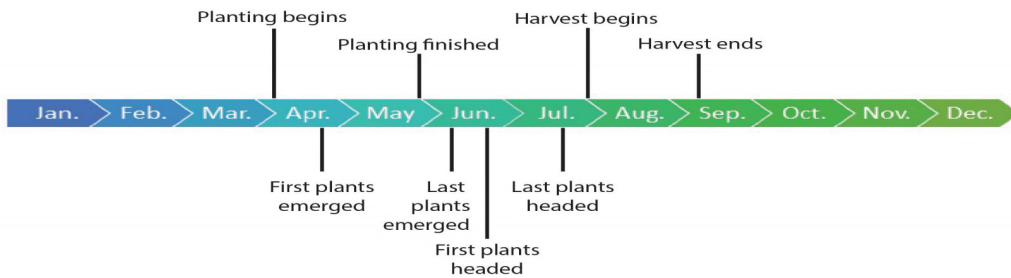 Planting begins
Harvest begins
Planting finished
Harvest ends
Jan. Feb. Mar. Apr. May Jun. Jul. Aug. Sep. Oct. Nov. Dec.
First plants
emerged
Last
plants
emerged
Last plants
headed
First plants
headed